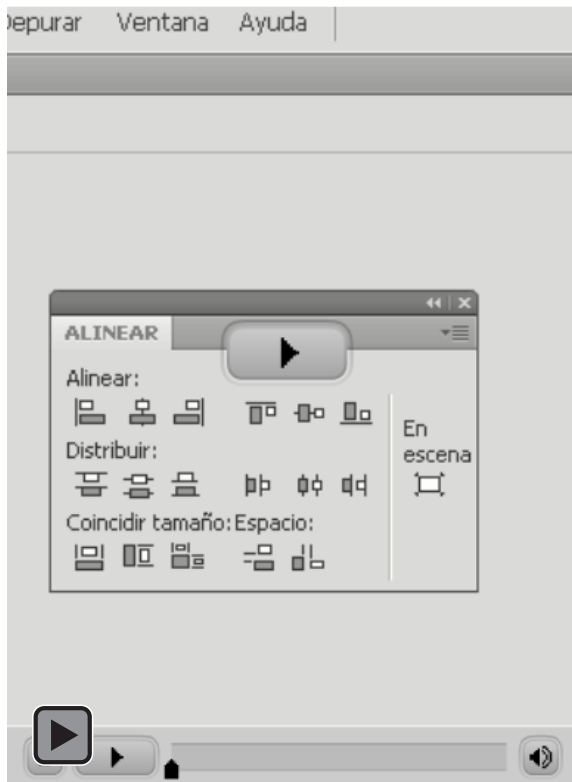 Depurar Ventana Ayuda
ALINEAR
Alinear:
En
escena
Distribuir:
Coincidir tamaño: Espacio: